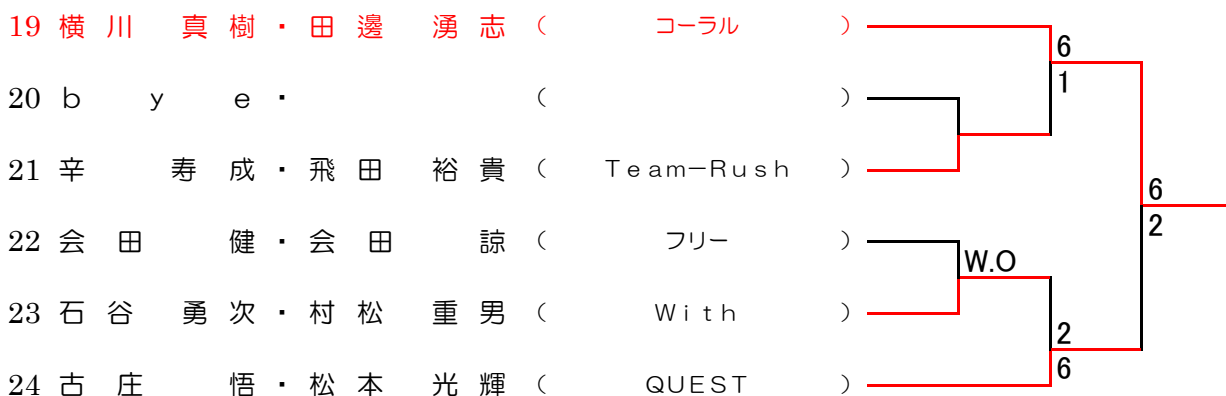 19 横川 真樹・田邊 湧志 ( コーラル )
6
1
20 bye・ ( )
21 辛 寿成・飛田 裕貴 ( Team−Rush )
6
2
22 会田 健・会田 諒 ( フリー )
W.O
23 石谷 勇次・村松 重男 ( With )
2
6
24 古庄 悟・松本 光輝 ( QUEST )